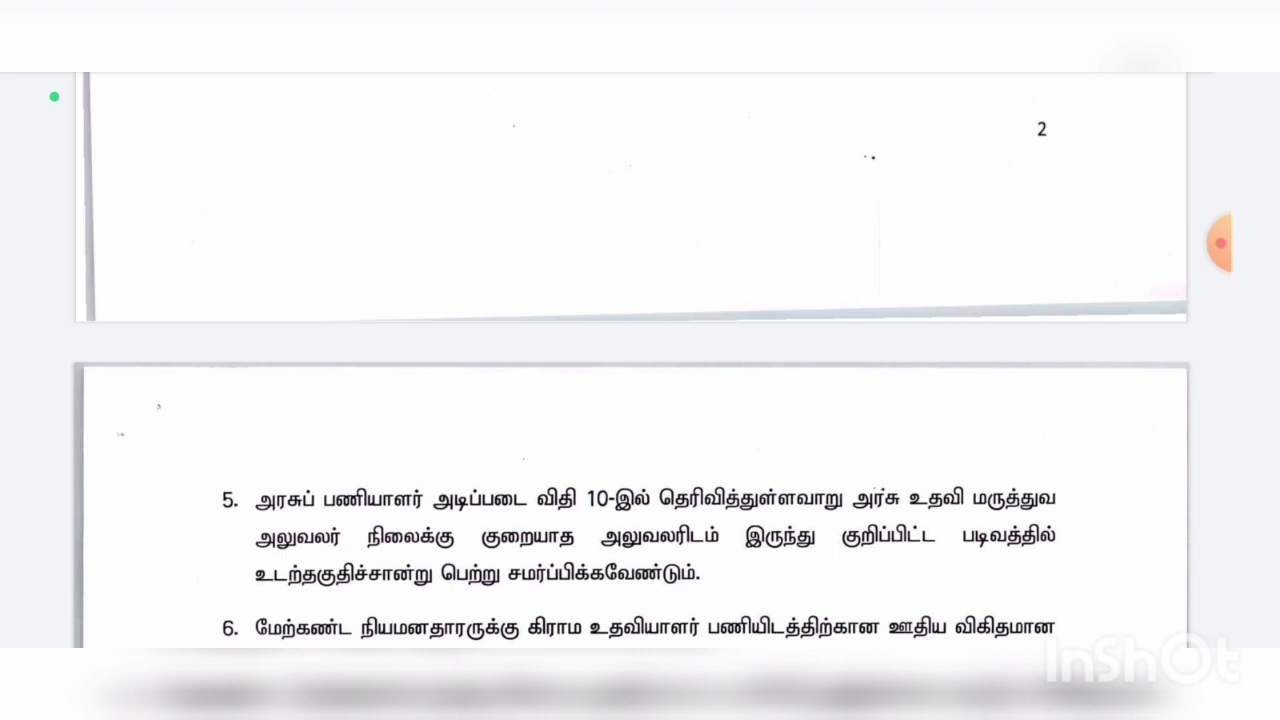 2
5. அரசுப் பணியாளர் அடிப்படை விதி 10-இல் தெரிவித்துள்ளவாறு அரசு உதவி மருத்துவ
அலுவலர் நிலைக்கு குறையாத அலுவலரிடம் இருந்து குறிப்பிட்ட படிவத்தில்
உடற்தகுதிச்சான்று பெற்று சமர்ப்பிக்கவேண்டும்.
6. மேற்கண்ட நியமனதாரருக்கு கிராம உதவியாளர் பணியிடத்திற்கான ஊதிய விகிதமான
InShOt